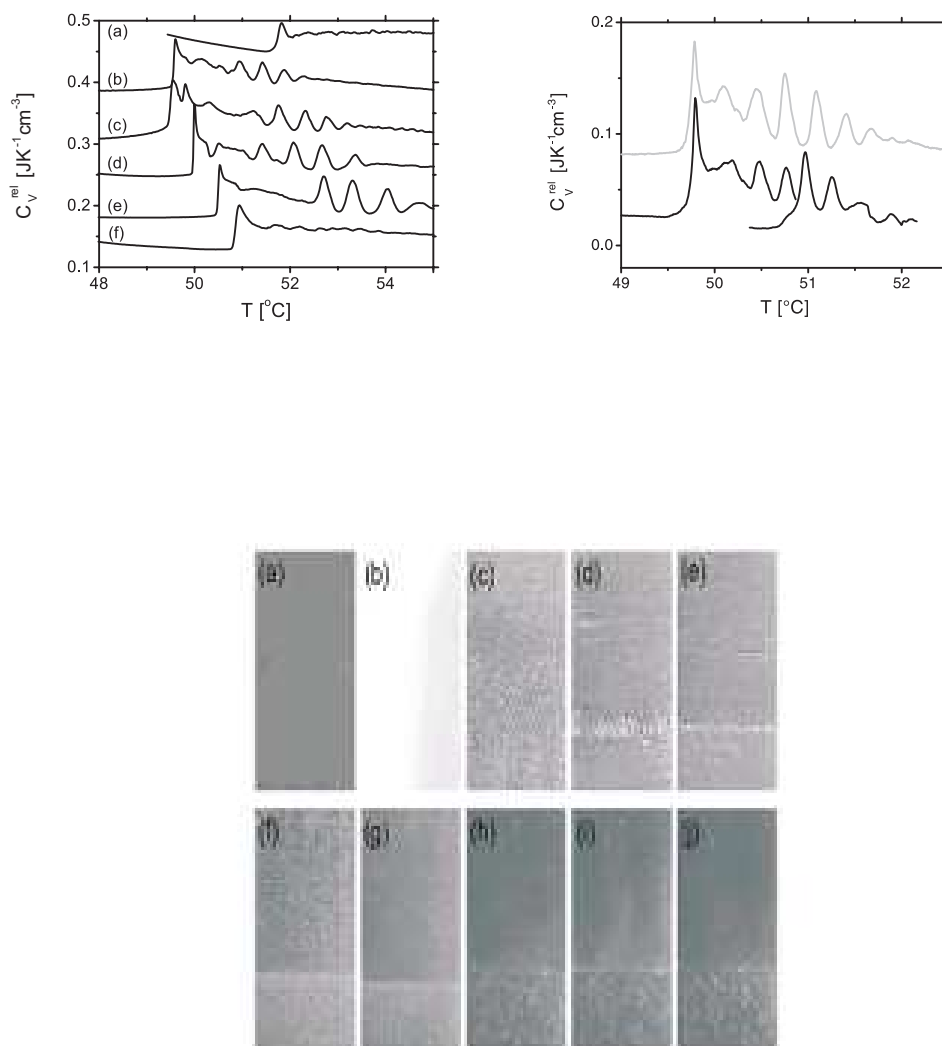 0.5
0.4
0.3
0.2
0.1
C_V^rel [JK^-1cm^-3]
(a)
(b)
(c)
(d)
(e)
(f)
48 50 52 54
T [°C]
0.2
0.1
0.0
C_V^rel [JK^-1cm^-3]
49 50 51 52
T [°C]
(a) (b) (c) (d) (e)
(f) (g) (h) (i) (j)